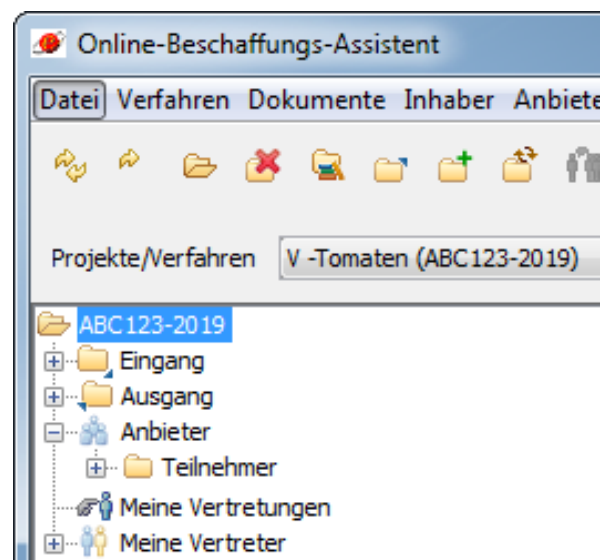 Online-Beschaffungs-Assistent
Datei Verfahren Dokumente Inhaber Anbiete
Projekte/Verfahren V -Tomaten (ABC123-2019)
ABC123-2019
Eingang
Ausgang
Anbieter
Teilnehmer
Meine Vertretungen
Meine Vertreter